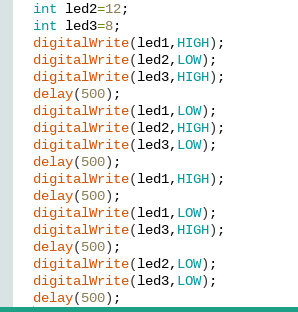 int led2=12;
int led3=8;
digitalWrite(led1,HIGH);
digitalWrite(led2,LOW);
digitalWrite(led3,HIGH);
delay(500);
digitalWrite(led1,LOW);
digitalWrite(led2,HIGH);
digitalWrite(led3,LOW);
delay(500);
digitalWrite(led1,HIGH);
delay(500);
digitalWrite(led1,LOW);
digitalWrite(led3,HIGH);
delay(500);
digitalWrite(led2,LOW);
digitalWrite(led3,LOW);
delay(500);